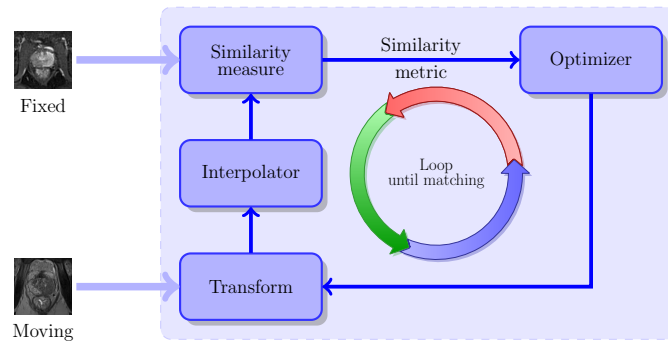 Similarity
measure
Similarity
metric
Optimizer
Fixed
Interpolator
Loop
until matching
Transform
Moving